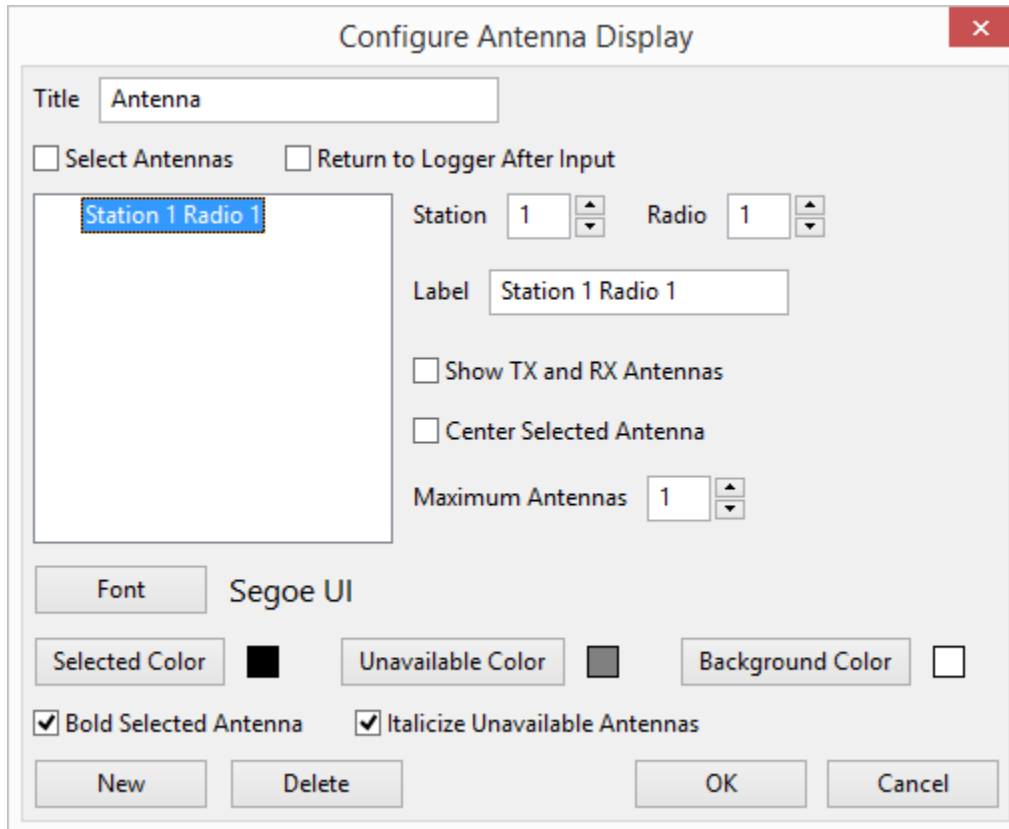 Configure Antenna Display
Title Antenna
Select Antennas Return to Logger After Input
Station 1 Radio 1
Station 1 Radio 1
Label Station 1 Radio 1
Show TX and RX Antennas
Center Selected Antenna
Maximum Antennas 1
Font Segoe UI
Selected Color Unavailable Color Background Color
Bold Selected Antenna Italicize Unavailable Antennas
New Delete OK Cancel